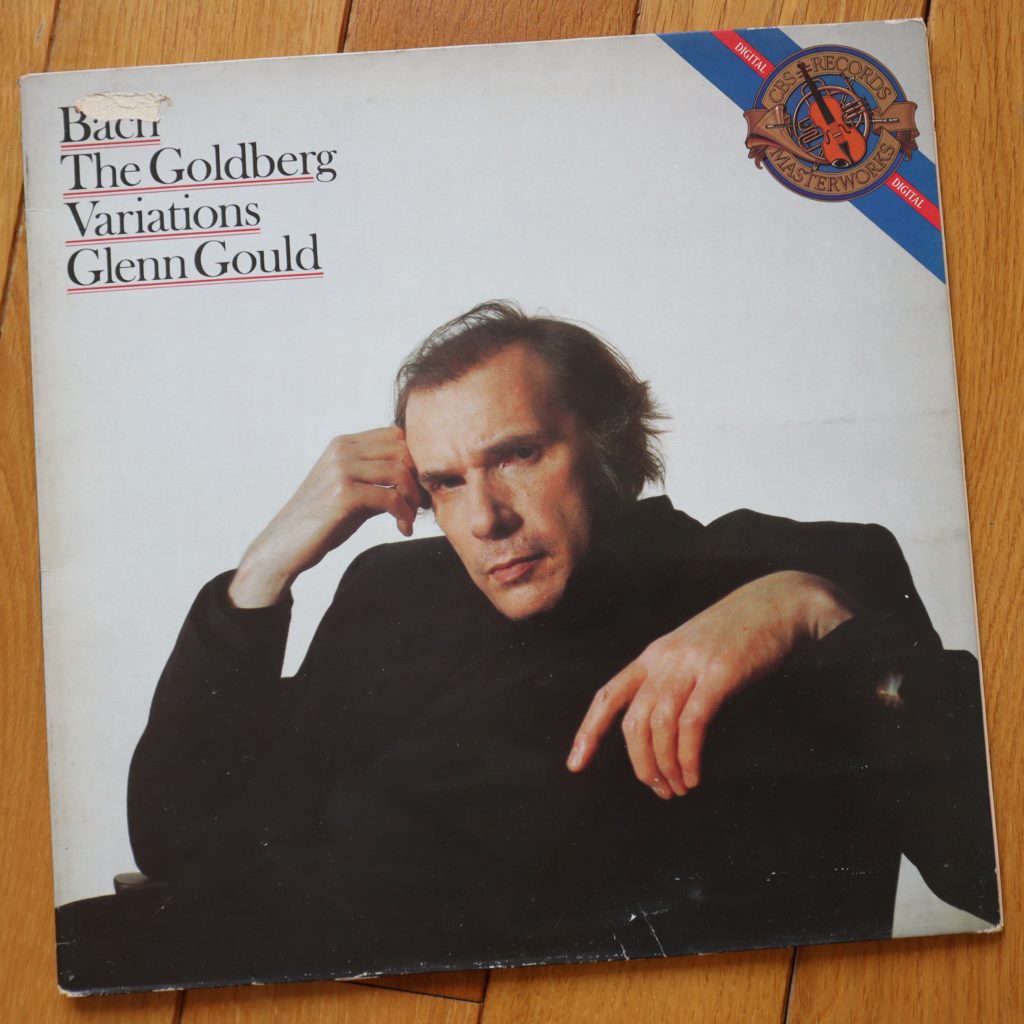 Bach
The Goldberg
Variations
Glenn Gould
DIGITAL
CBS RECORDS
MASTERWORKS
DIGITAL